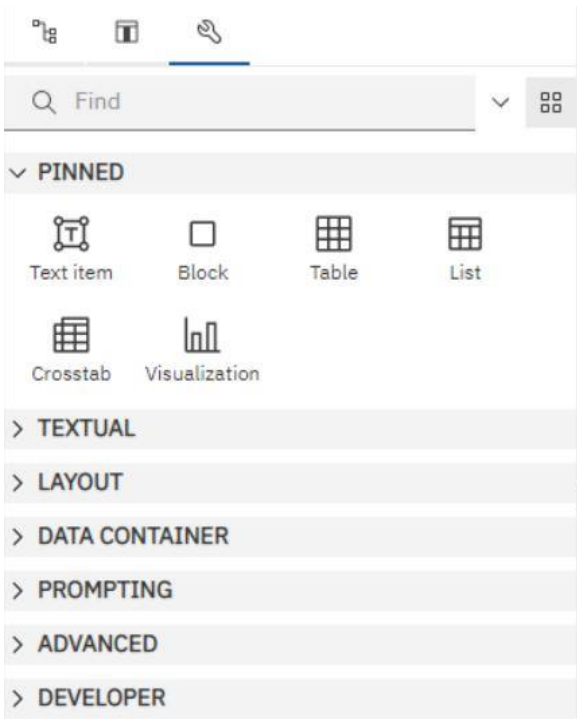 Find
PINNED
Text item Block Table List
Crosstab Visualization
TEXTUAL
LAYOUT
DATA CONTAINER
PROMPTING
ADVANCED
DEVELOPER